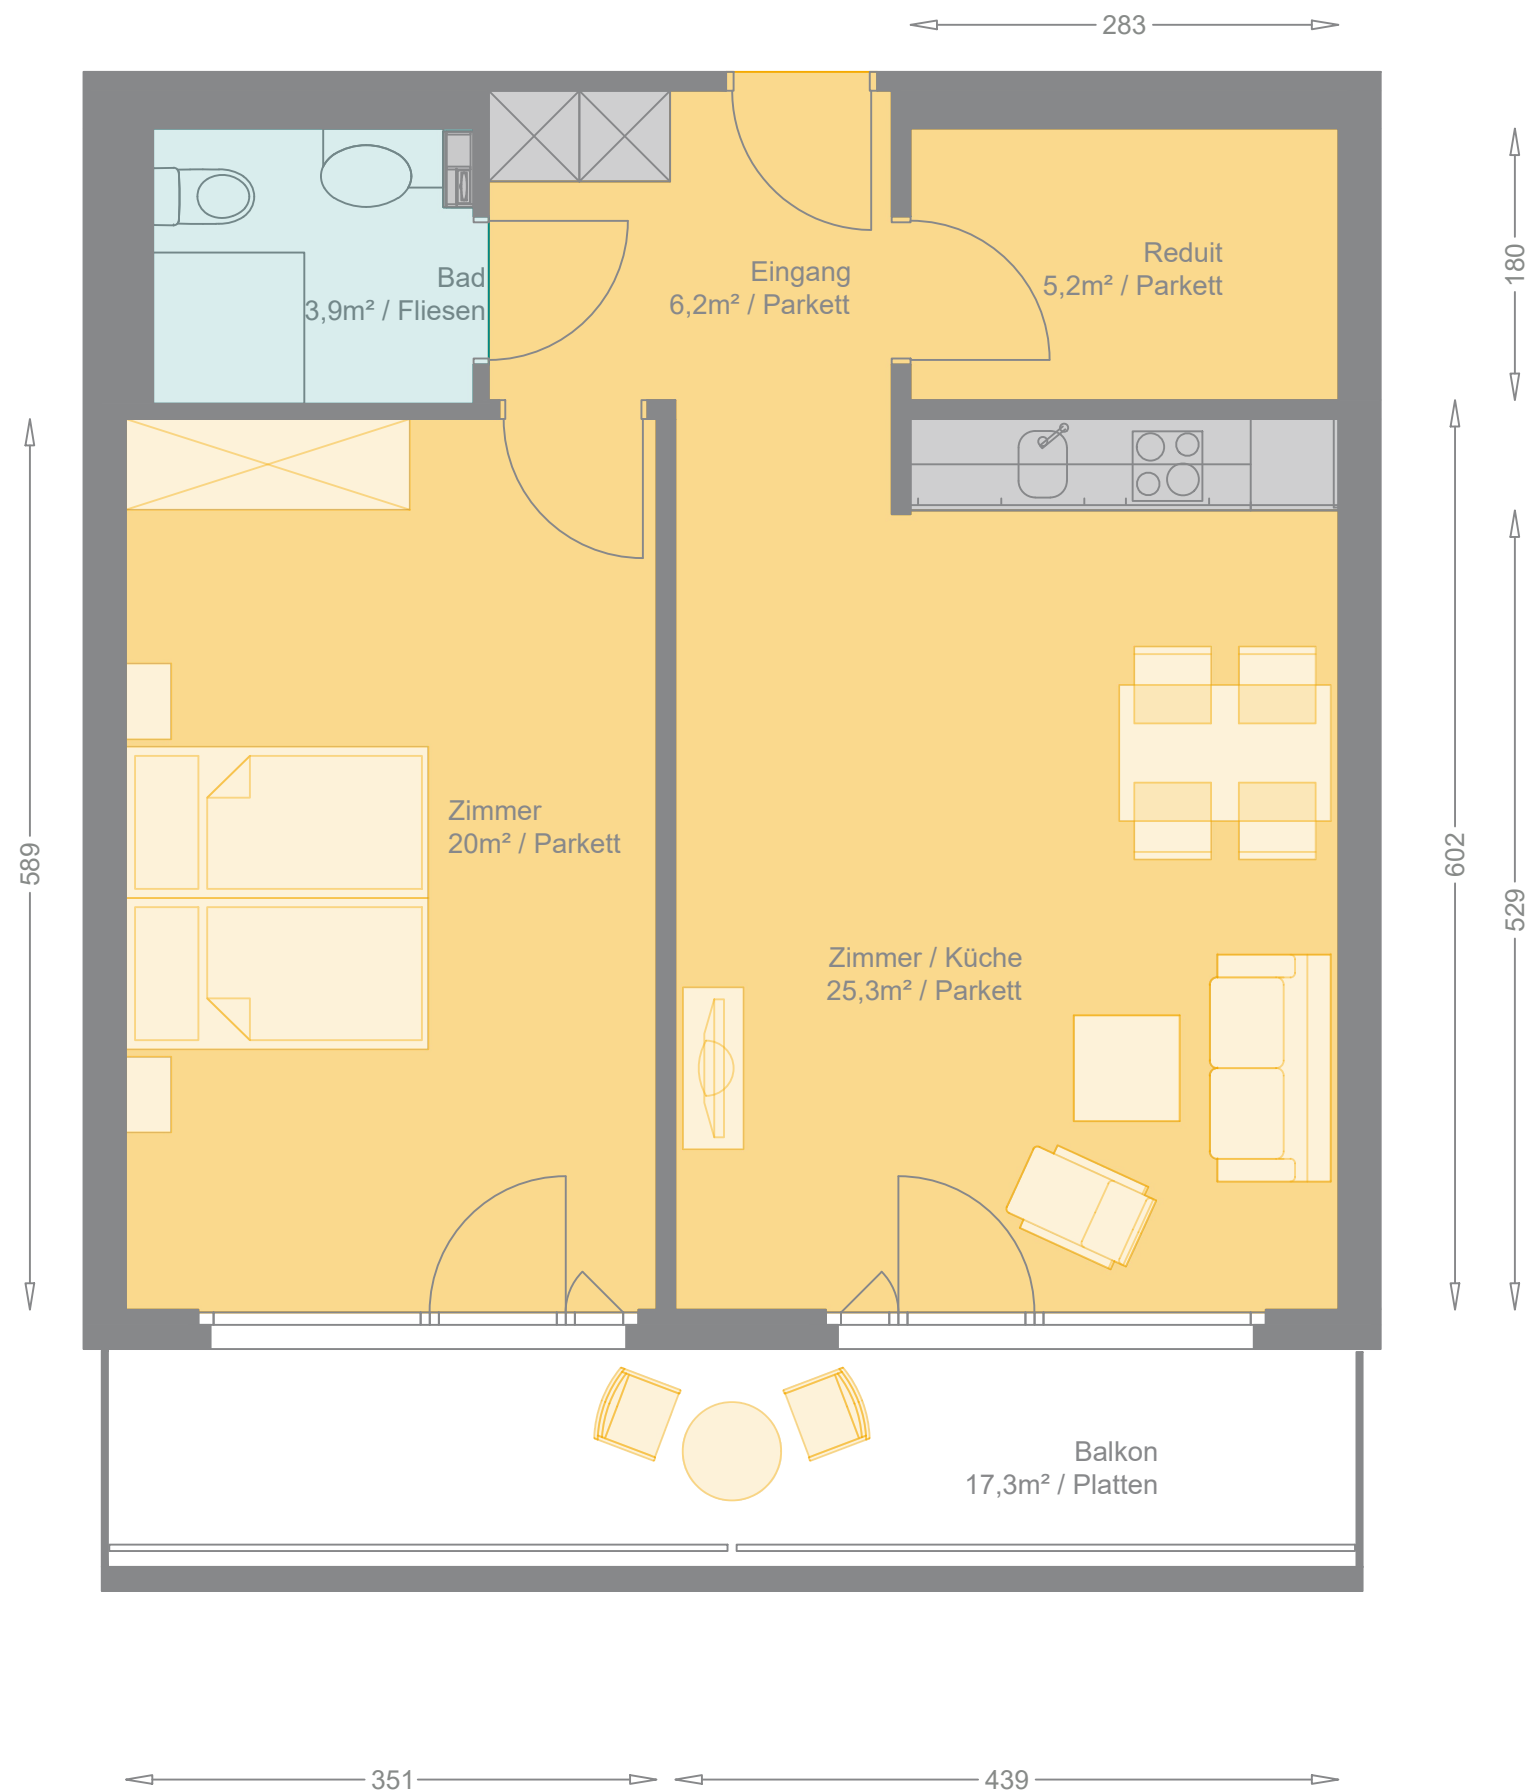 283
Bad
3,9m² / Fliesen
Eingang
6,2m² / Parkett
Reduit
5,2m² / Parkett
180
589
Zimmer
20m² / Parkett
602
529
Zimmer / Küche
25,3m² / Parkett
Balkon
17,3m² / Platten
351
439